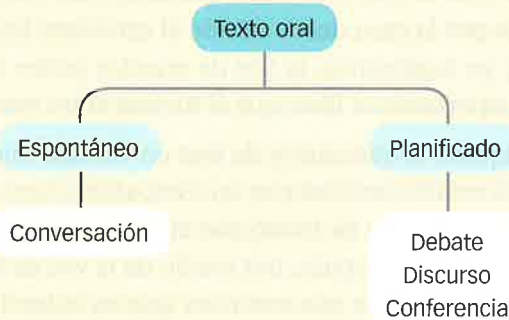 Texto oral
Espontáneo
Planificado
Conversación
Debate
Discurso
Conferencia